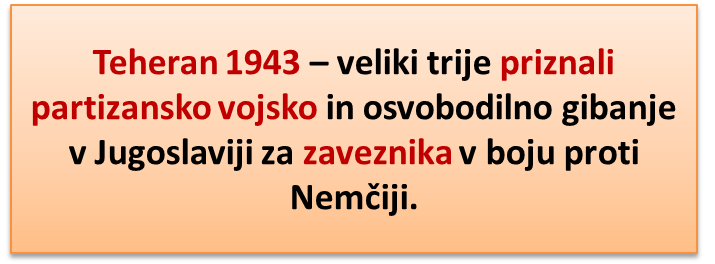 Teheran 1943 – veliki trije priznali
partizansko vojsko in osvobodilno gibanje
v Jugoslaviji za zaveznika v boju proti
Nemčiji.